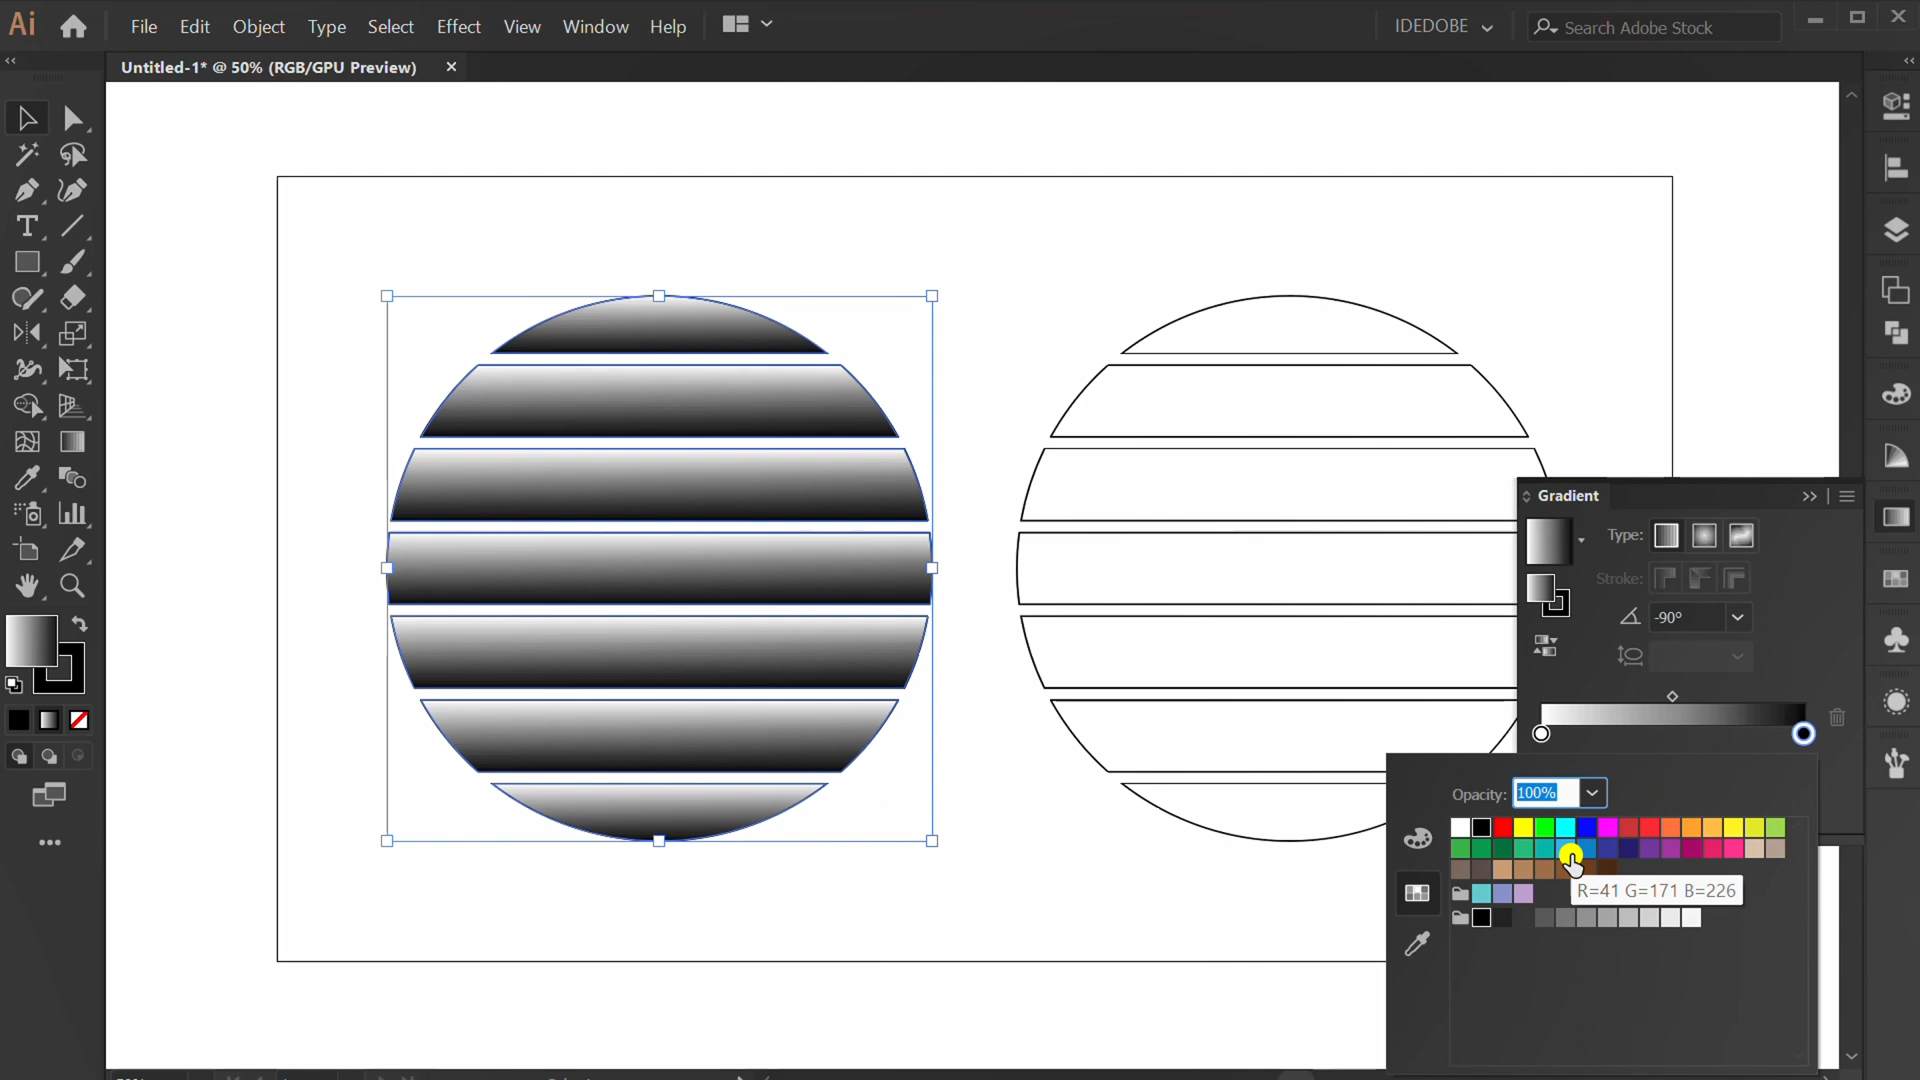 Ai File Edit Object Type Select Effect View Window Help IDEDOBE Search Adobe Stock
Untitled-1* @ 50% (RGB/GPU Preview)
T
Gradient
Type:
Stroke:
-90°
Opacity: 100%
R=41 G=171 B=226